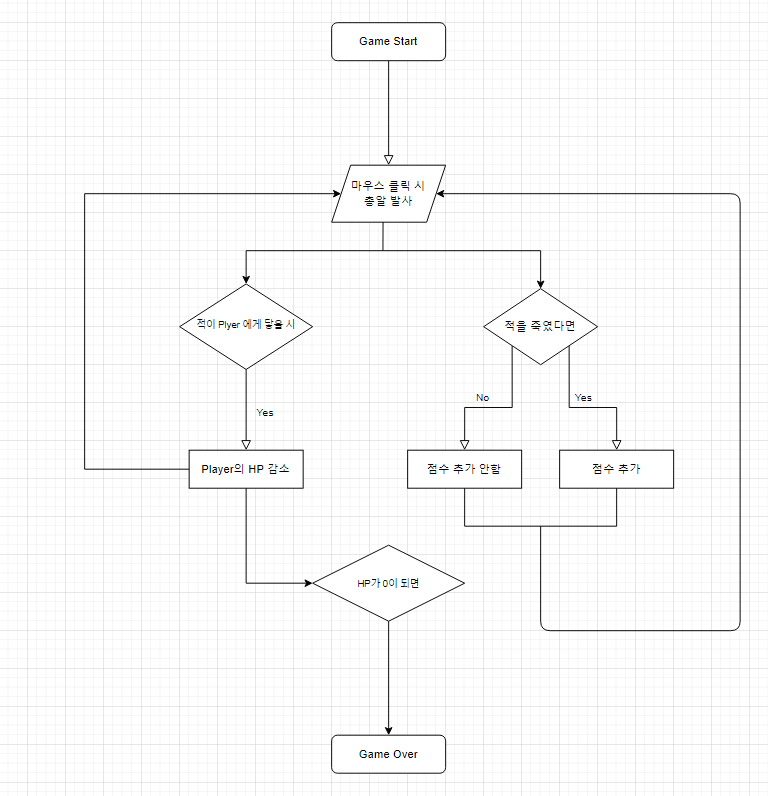 Game Start
마우스 클릭 시
총알 발사
적이 Plyer 에게 닿을 시
적을 죽였다면
No
Yes
Yes
Player의 HP 감소
점수 추가 안함
점수 추가
HP가 0이 되면
Game Over